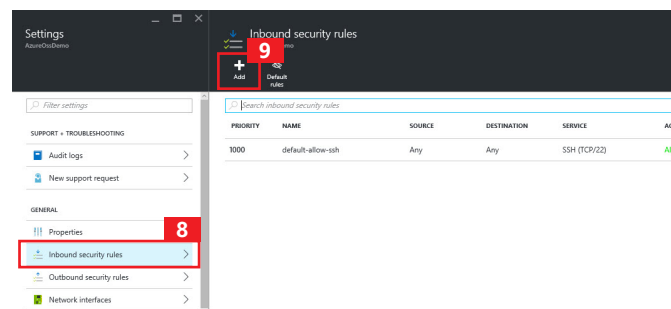 Settings
AzureOssDemo
Filter settings
SUPPORT + TROUBLESHOOTING
Audit logs
New support request
GENERAL
Properties
8
Inbound security rules
Outbound security rules
Network interfaces
Inbound security rules
9
Add
Default
rules
Search inbound security rules
PRIORITY NAME SOURCE DESTINATION SERVICE
1000 default-allow-ssh Any Any SSH (TCP/22)